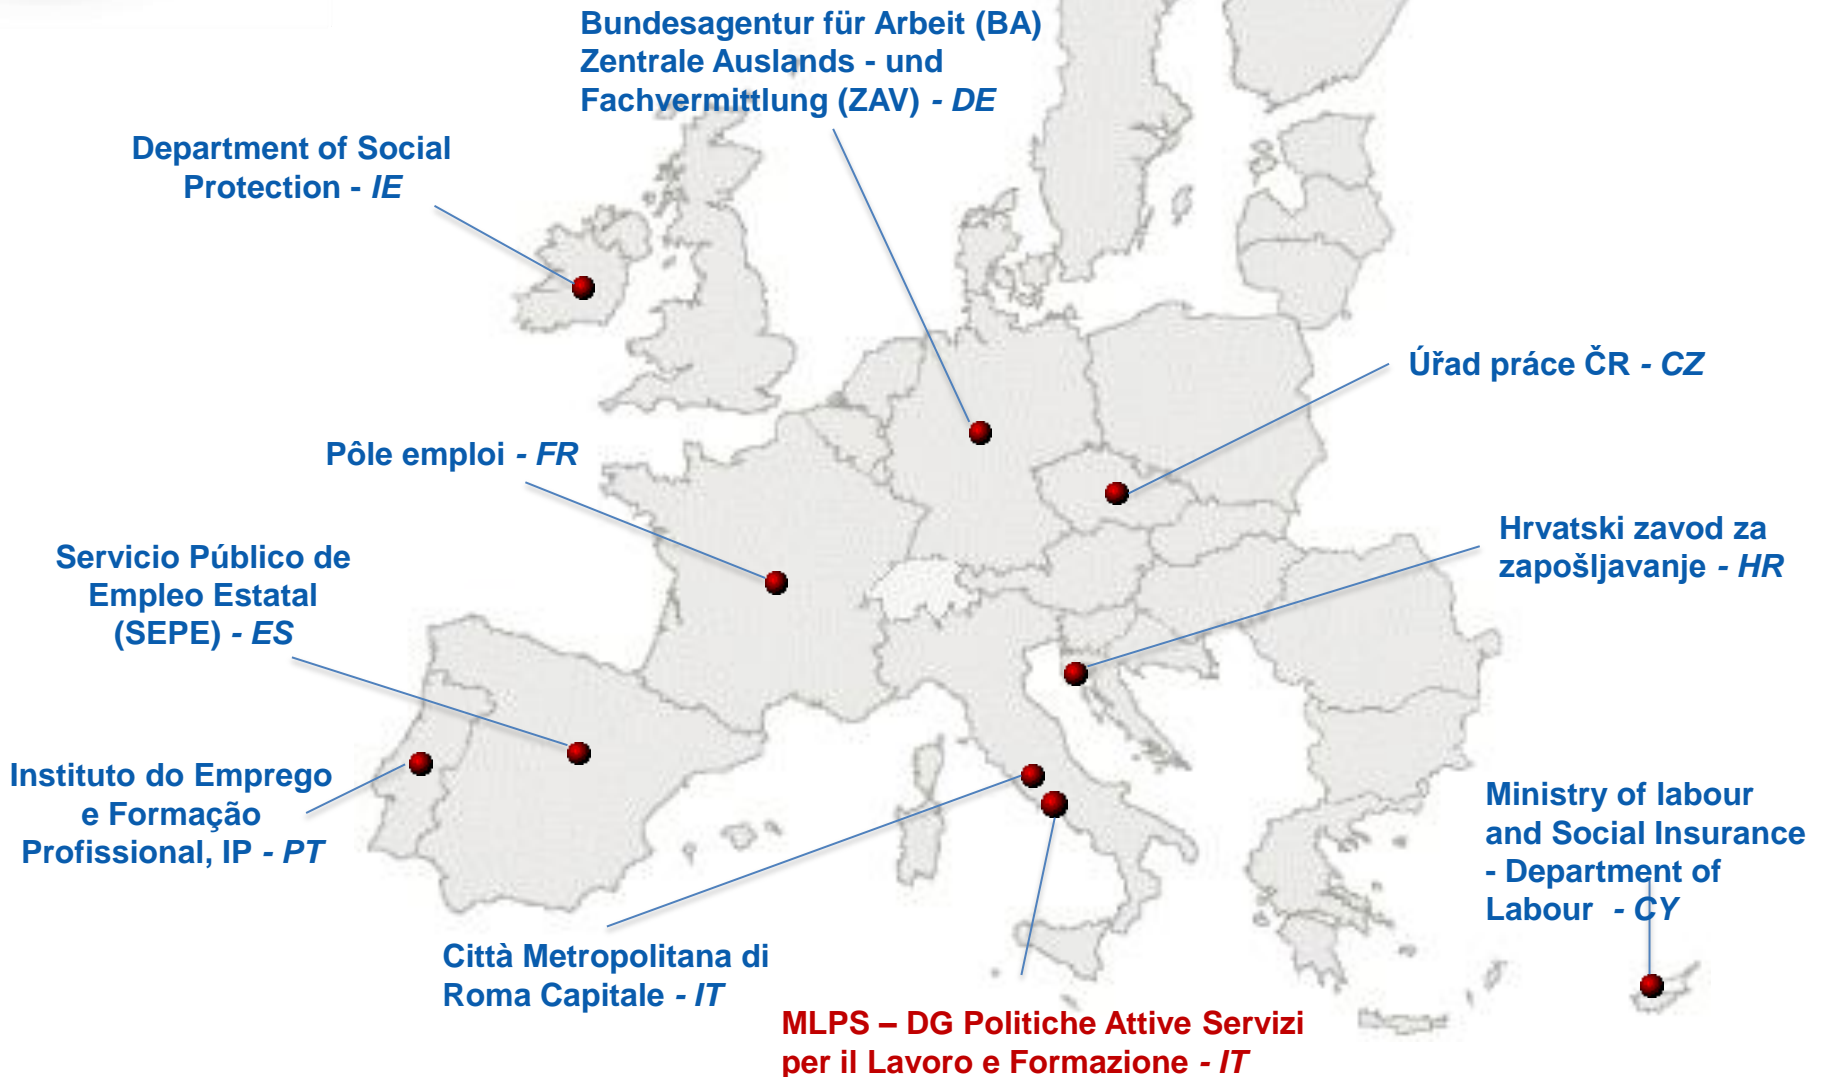 Bundesagentur für Arbeit (BA)
Zentrale Auslands - und
Fachvermittlung (ZAV) - DE
Department of Social
Protection - IE
Úřad práce ČR - CZ
Pôle emploi - FR
Hrvatski zavod za
zapošljavanje - HR
Servicio Público de
Empleo Estatal
(SEPE) - ES
Instituto do Emprego
e Formação
Profissional, IP - PT
Ministry of labour
and Social Insurance
- Department of
Labour - CY
Città Metropolitana di
Roma Capitale - IT
MLPS – DG Politiche Attive Servizi
per il Lavoro e Formazione - IT